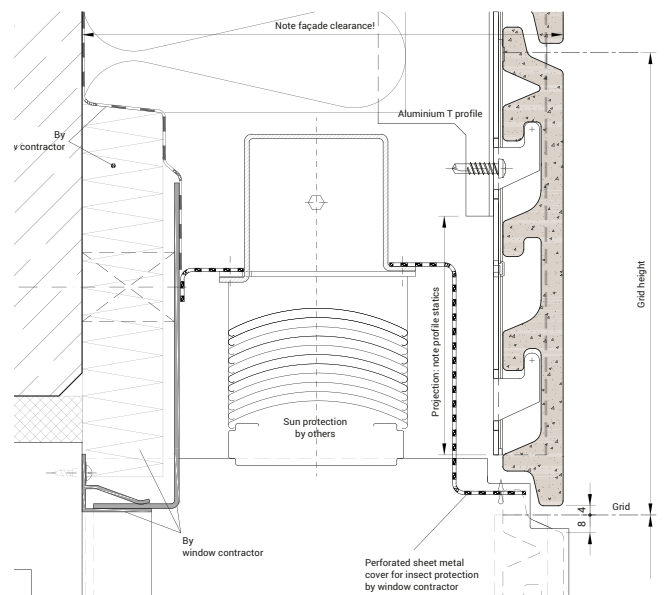 Note façade clearance!
Aluminium T profile
By
w contractor
Grid height
Projection: note profile statics
Sun protection
by others
4
Grid
8
By
window contractor
Perforated sheet metal
cover for insect protection
by window contractor